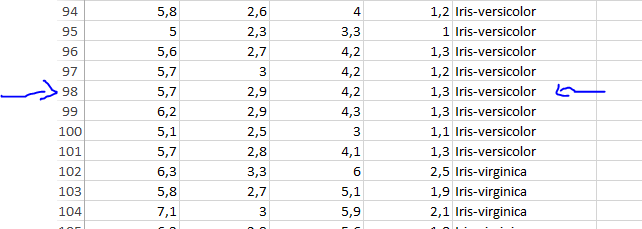 94 5,8 2,6 4 1,2 Iris-versicolor
95 5 2,3 3,3 1 Iris-versicolor
96 5,6 2,7 4,2 1,3 Iris-versicolor
97 5,7 3 4,2 1,2 Iris-versicolor
98 5,7 2,9 4,2 1,3 Iris-versicolor
99 6,2 2,9 4,3 1,3 Iris-versicolor
100 5,1 2,5 3 1,1 Iris-versicolor
101 5,7 2,8 4,1 1,3 Iris-versicolor
102 6,3 3,3 6 2,5 Iris-virginica
103 5,8 2,7 5,1 1,9 Iris-virginica
104 7,1 3 5,9 2,1 Iris-virginica